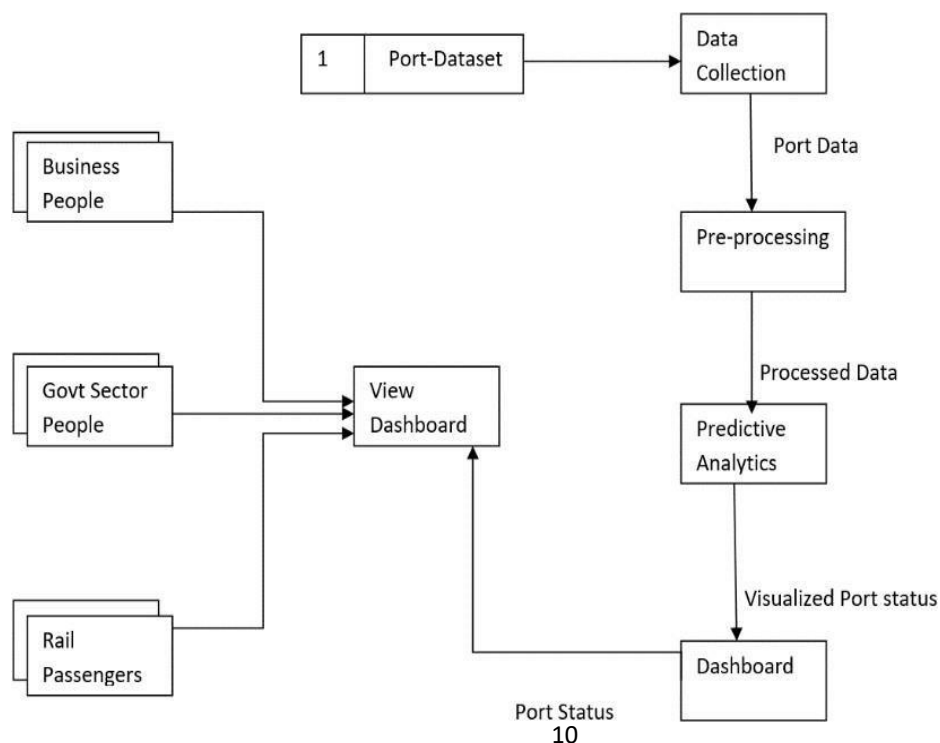 1 Port-Dataset
Data
Collection
Port Data
Business
People
Pre-processing
Processed Data
Govt Sector
People
View
Dashboard
Predictive
Analytics
Visualized Port status
Rail
Passengers
Dashboard
Port Status
10